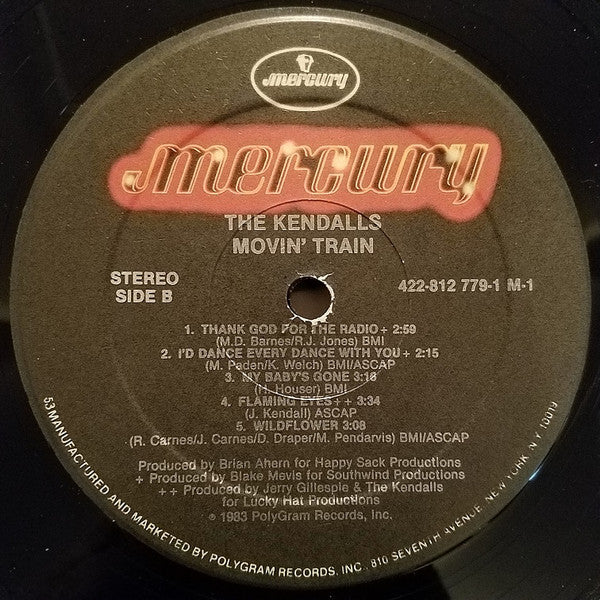 mercury
mercury
THE KENDALLS
MOVIN' TRAIN
STEREO
SIDE B
422-812 779-1 M-1
1. THANK GOD FOR THE RADIO + 2:59
(M.D. Barnes/R.J. Jones) BMI
2. I'D DANCE EVERY DANCE WITH YOU + 2:15
(M. Paden/K. Welch) BMI/ASCAP
3. MY BABY'S GONE 3:18
(H. Houser) BMI
4. FLAMING EYES + + 3:34
(J. Kendall) ASCAP
5. WILDFLOWER 3:08
(R. Carnes/J. Carnes/D. Draper/M. Pendarvis) BMI/ASCAP
Produced by Brian Ahern for Happy Sack Productions
+ Produced by Blake Mevis for Southwind Productions
+ + Produced by Jerry Gillespie & The Kendalls
for Lucky Hat Productions
℗ 1983 PolyGram Records, Inc.
53 MANUFACTURED AND MARKETED BY POLYGRAM RECORDS, INC., 810 SEVENTH AVENUE, NEW YORK, N.Y. 10019